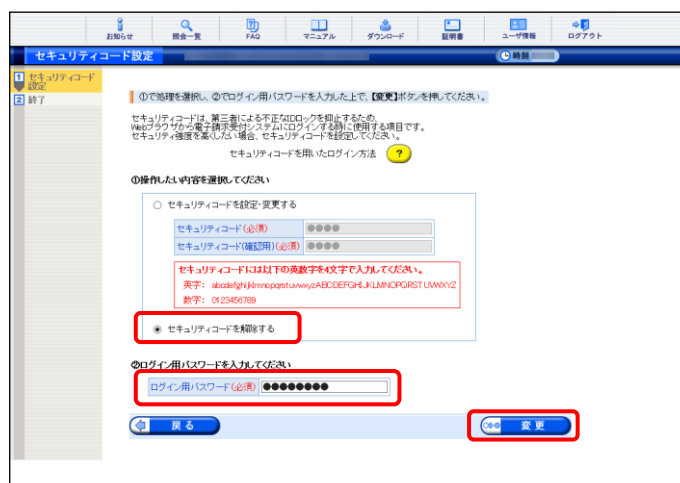 お知らせ 照会一覧 FAQ マニュアル ダウンロード 証明書 ユーザ情報 ログアウト
セキュリティコード設定 時刻
1 セキュリティコード
設定
2 終了
①で処理を選択し、②でログイン用パスワードを入力した上で、【変更】ボタンを押してください。
セキュリティコードは、第三者による不正なIDロックを抑止するため、
Webブラウザから電子請求受付システムにログインする時に使用する項目です。
セキュリティ強度を高くしたい場合、セキュリティコードを設定してください。
セキュリティコードを用いたログイン方法 ?
①操作したい内容を選択してください
セキュリティコードを設定・変更する
セキュリティコード(必須) ●●●●
セキュリティコード(確認用)(必須) ●●●●
セキュリティコードには以下の英数字を4文字で入力してください。
英字: abcdefghijklmnopqrstuvwxyzABCDEFGHIJKLMNOPQRSTUVWXYZ
数字: 0123456789
セキュリティコードを解除する
②ログイン用パスワードを入力してください
ログイン用パスワード(必須) ●●●●●●●●
戻る 変更